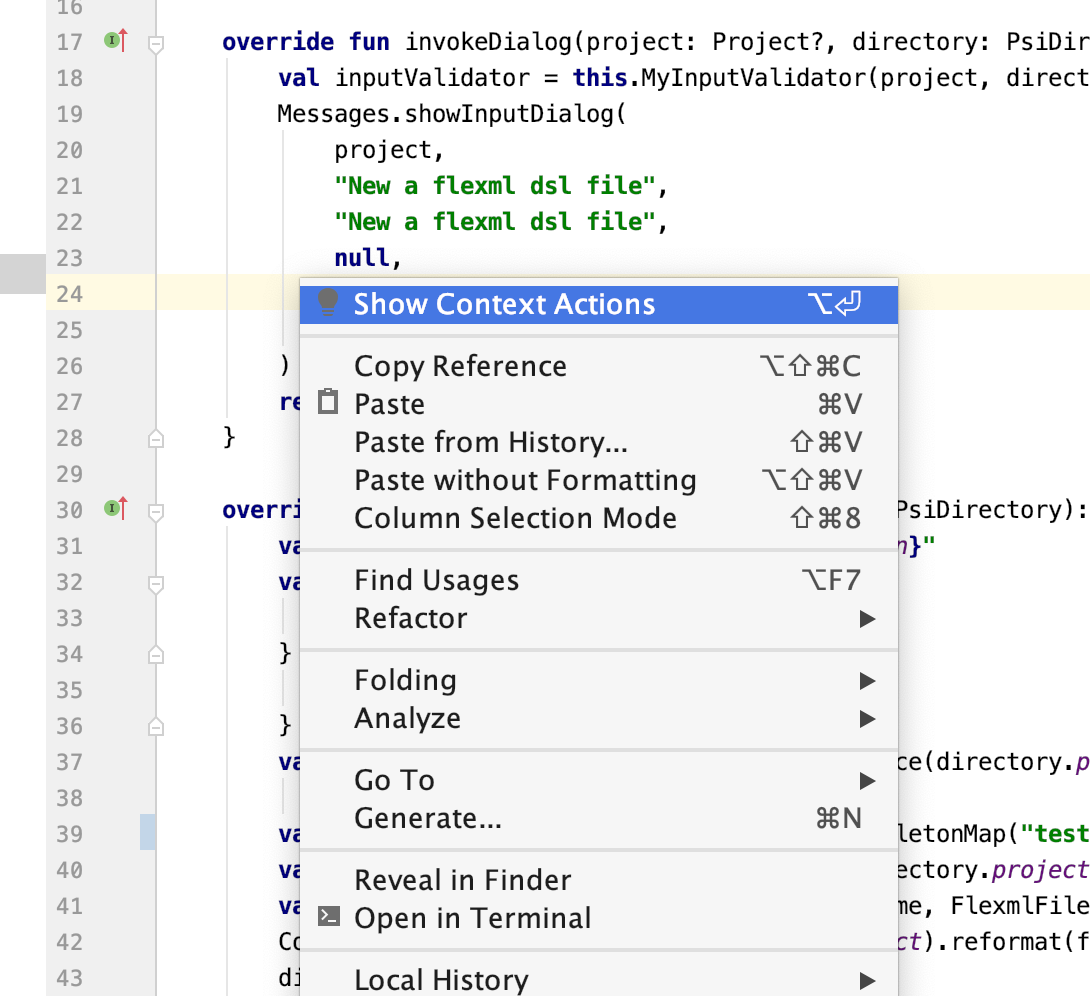 16
17 override fun invokeDialog(project: Project?, directory: PsiDir
18 val inputValidator = this.MyInputValidator(project, direct
19 Messages.showInputDialog(
20 project,
21 "New a flexml dsl file",
22 "New a flexml dsl file",
23 null,
24
Show Context Actions ⌥⏎
25
26 )
Copy Reference ⌥⇧⌘C
27 re
Paste ⌘V
28 }
Paste from History... ⇧⌘V
29
Paste without Formatting ⌥⇧⌘V
30 overri PsiDirectory):
Column Selection Mode ⇧⌘8
31 va n}"
32 va
Find Usages ⌥F7
33
Refactor ▶
34 }
35
Folding ▶
36 }
Analyze ▶
37 va ce(directory.p
38
Go To ▶
39 va letonMap("test
Generate... ⌘N
40 va ectory.project
Reveal in Finder
41 va me, FlexmlFile
Open in Terminal
42 Co ct).reformat(f
43 di
Local History ▶